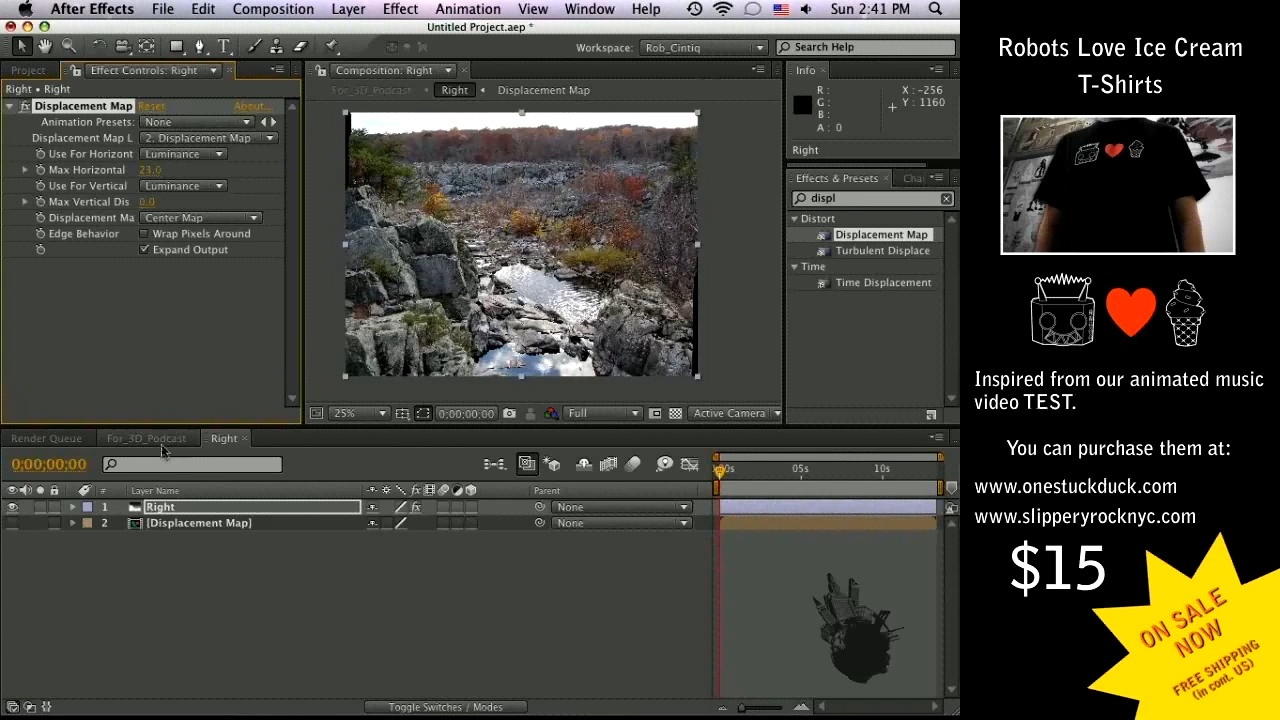 After Effects File Edit Composition Layer Effect Animation View Window Help Sun 2:41 PM
Untitled Project.aep *
Workspace: Rob_Cintiq Search Help
Project Effect Controls: Right
Right • Right
Displacement Map Reset About...
Animation Presets: None
Displacement Map L 2. Displacement Map
Use For Horizont Luminance
Max Horizontal 23.0
Use For Vertical Luminance
Max Vertical Dis 0.0
Displacement Ma Center Map
Edge Behavior Wrap Pixels Around
Expand Output
Composition: Right
For_3D_Podcast Right Displacement Map
25% 0;00;00;00 Full Active Camera
Info
R: X: -256
G: Y: 1160
B:
A: 0
Right
Effects & Presets Cha
displ
Distort
Displacement Map
Turbulent Displace
Time
Time Displacement
Render Queue For_3D_Podcast Right
0;00;00;00
00s 05s 10s
# Layer Name Parent
1 Right None
2 [Displacement Map] None
Toggle Switches / Modes
Robots Love Ice Cream
T-Shirts
Inspired from our animated music
video TEST.
You can purchase them at:
www.onestuckduck.com
www.slipperyrocknyc.com
$15
ON SALE
NOW
FREE SHIPPING
(in cont. US)